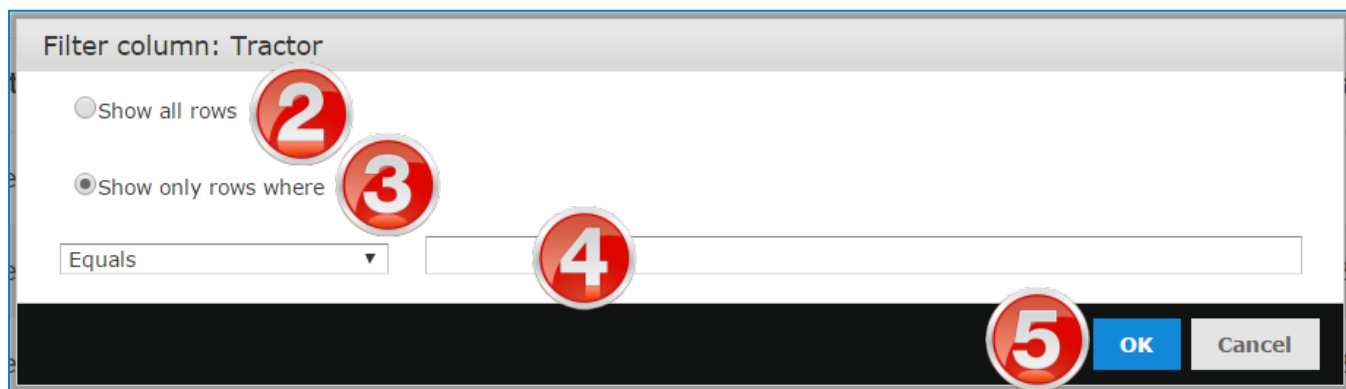 Filter column: Tractor
Show all rows 2
Show only rows where 3
Equals 4
5 OK Cancel